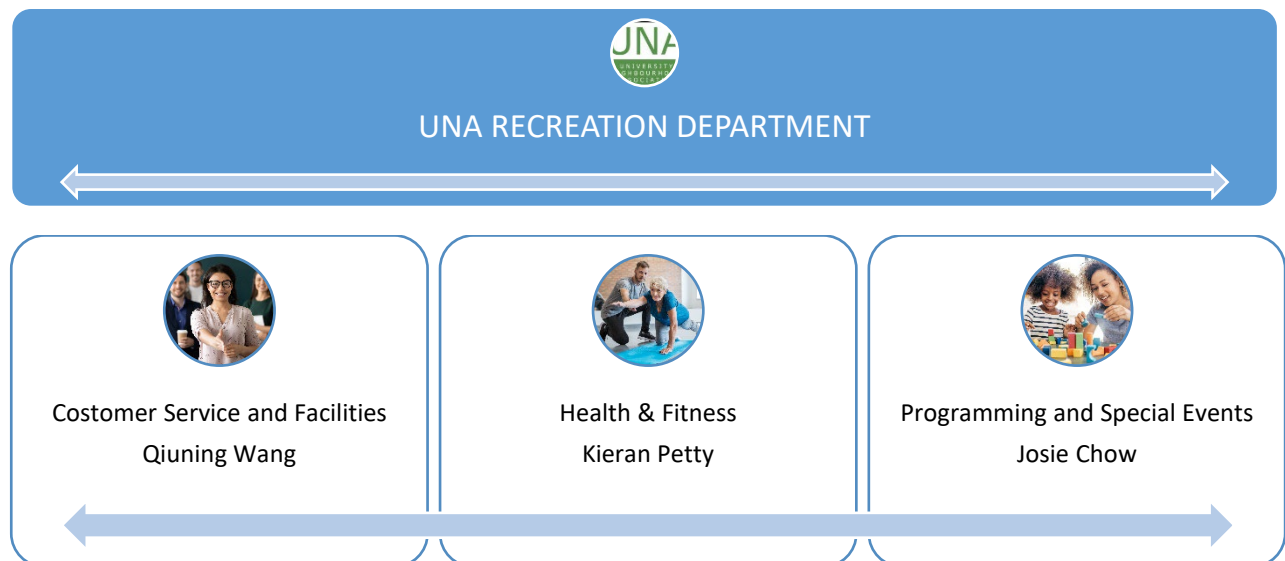 UNA
UNIVERSITY
UNA RECREATION DEPARTMENT
Costomer Service and Facilities
Qiuning Wang
Health & Fitness
Kieran Petty
Programming and Special Events
Josie Chow